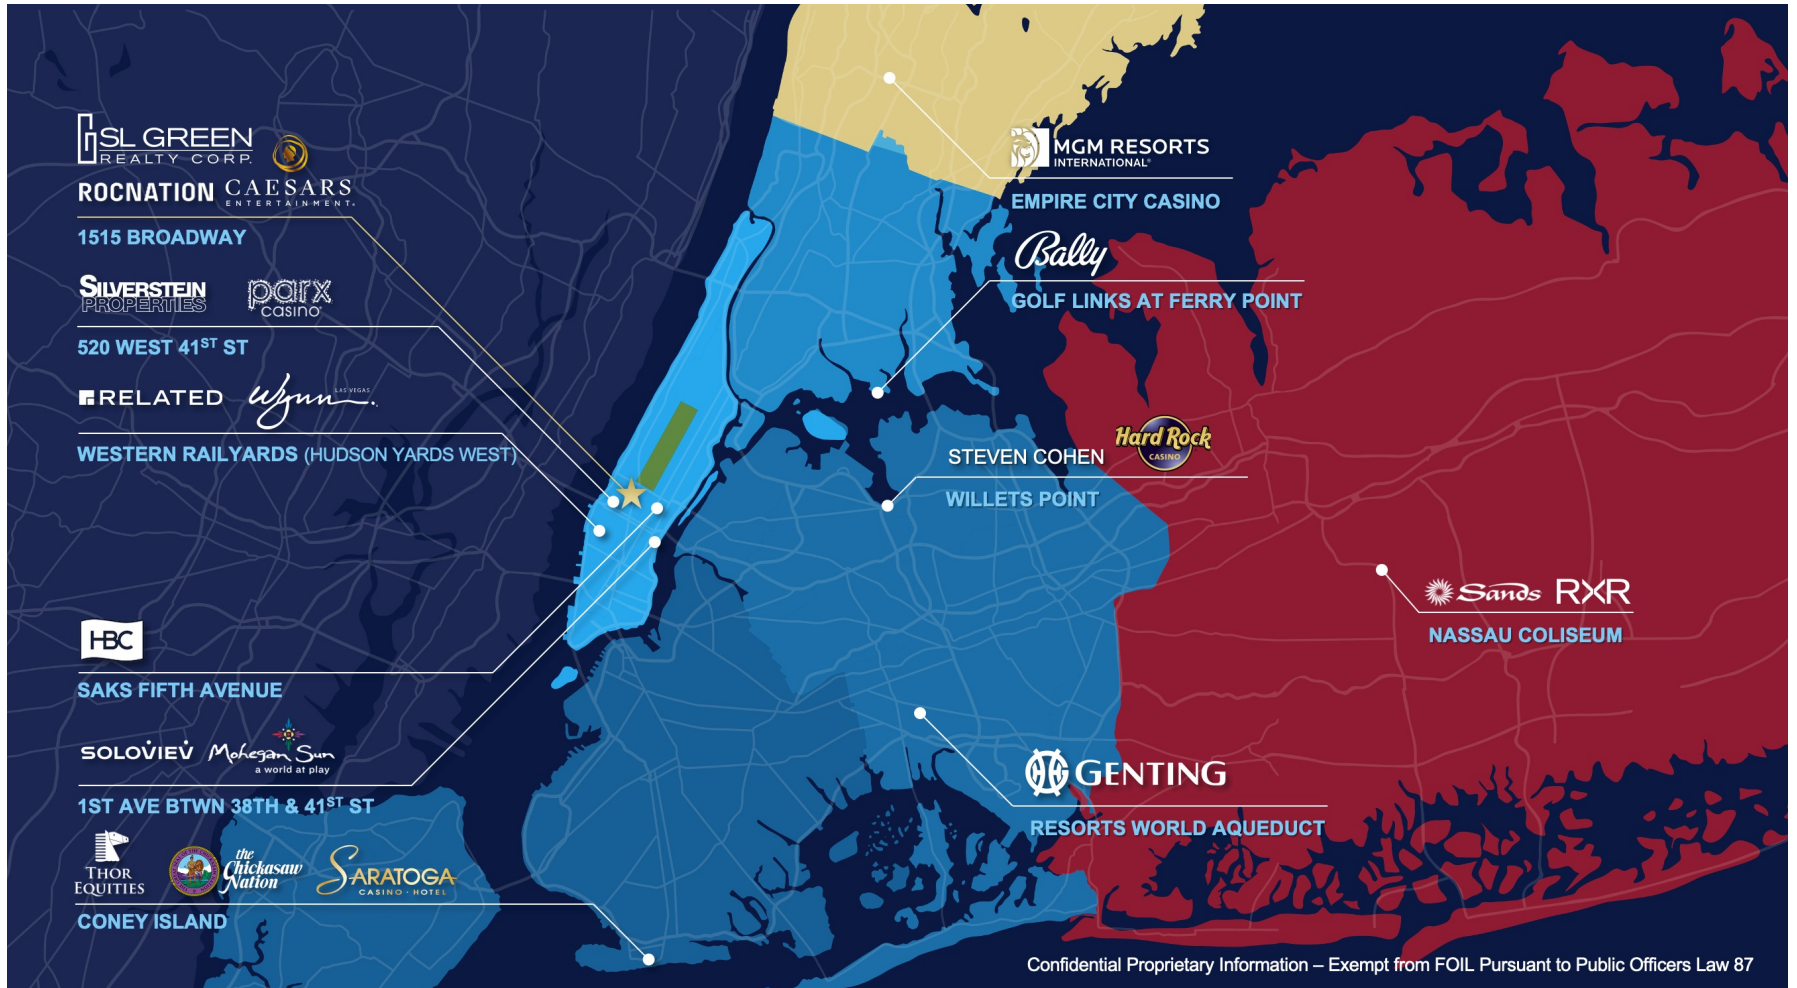 SL GREEN
REALTY CORP.
ROCNATION CAESARS
ENTERTAINMENT.
1515 BROADWAY
SILVERSTEIN
PROPERTIES
parx
casino
520 WEST 41ST ST
RELATED Wynn LAS VEGAS
WESTERN RAILYARDS (HUDSON YARDS WEST)
HBC
SAKS FIFTH AVENUE
SOLOVIEV Mohegan Sun
a world at play
1ST AVE BTWN 38TH & 41ST ST
THOR
EQUITIES
the
Chickasaw
Nation
SARATOGA
CASINO · HOTEL
CONEY ISLAND
MGM RESORTS
INTERNATIONAL®
EMPIRE CITY CASINO
Bally
GOLF LINKS AT FERRY POINT
STEVEN COHEN
Hard Rock
CASINO
WILLETS POINT
Sands RXR
NASSAU COLISEUM
GENTING
RESORTS WORLD AQUEDUCT
Confidential Proprietary Information – Exempt from FOIL Pursuant to Public Officers Law 87